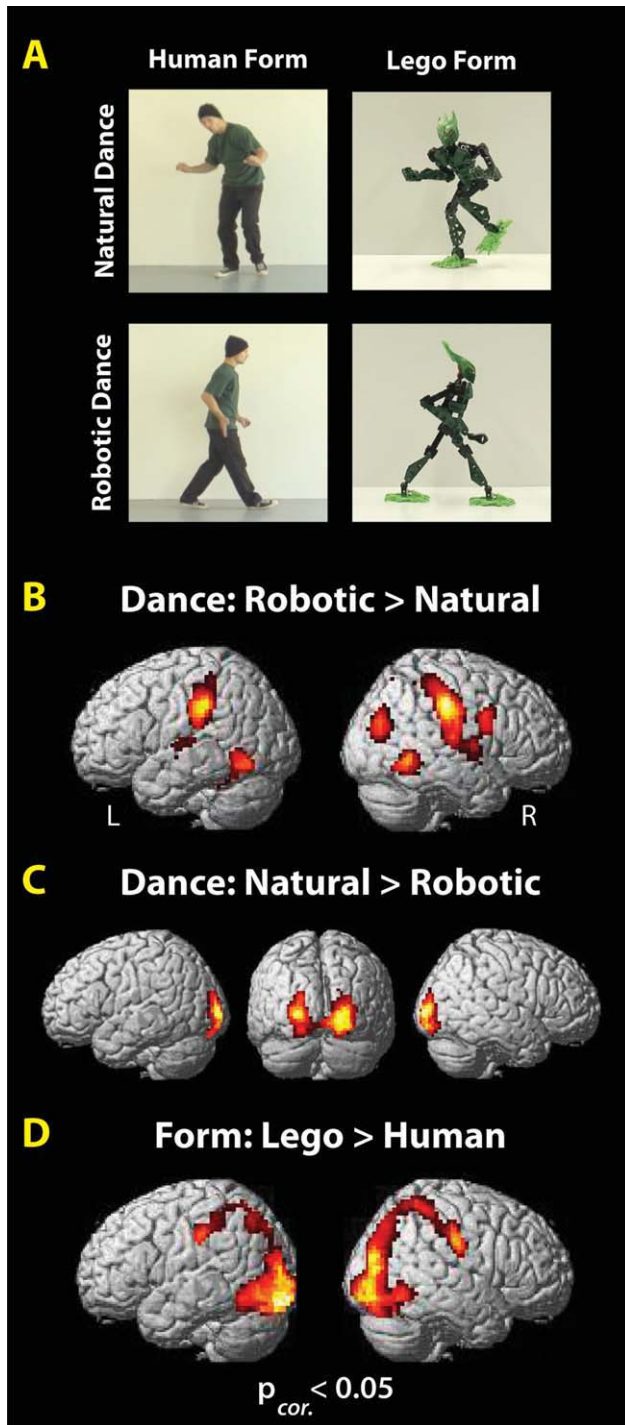 A
Human Form
Lego Form
Natural Dance
Robotic Dance
B
Dance: Robotic > Natural
L
R
C
Dance: Natural > Robotic
D
Form: Lego > Human
p cor. < 0.05